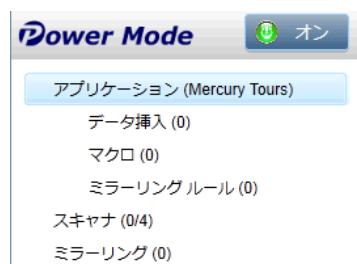 Power Mode オン
アプリケーション (Mercury Tours)
データ挿入 (0)
マクロ (0)
ミラーリング ルール (0)
スキャナ (0/4)
ミラーリング (0)